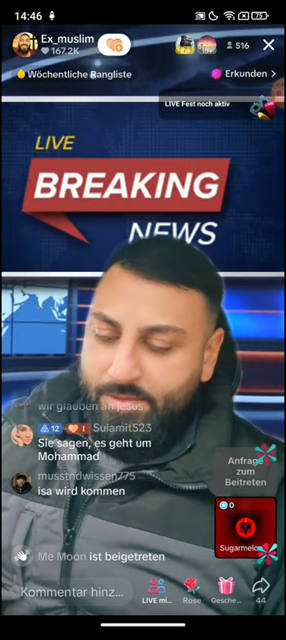 14:46
75
Ex_muslim
167.2K
516
Wöchentliche Rangliste
Erkunden
LIVE Fest noch aktiv
LIVE
BREAKING
NEWS
wir glauben an jesus
12
I
Sulamit523
Sie sagen, es geht um
Mohammad
musstndwissen775
isa wird kommen
Anfrage
zum
Beitreten
0
Sugarmelo
Me Moon ist beigetreten
Kommentar hinz...
LIVE mi...
Rose
Gesche...
44